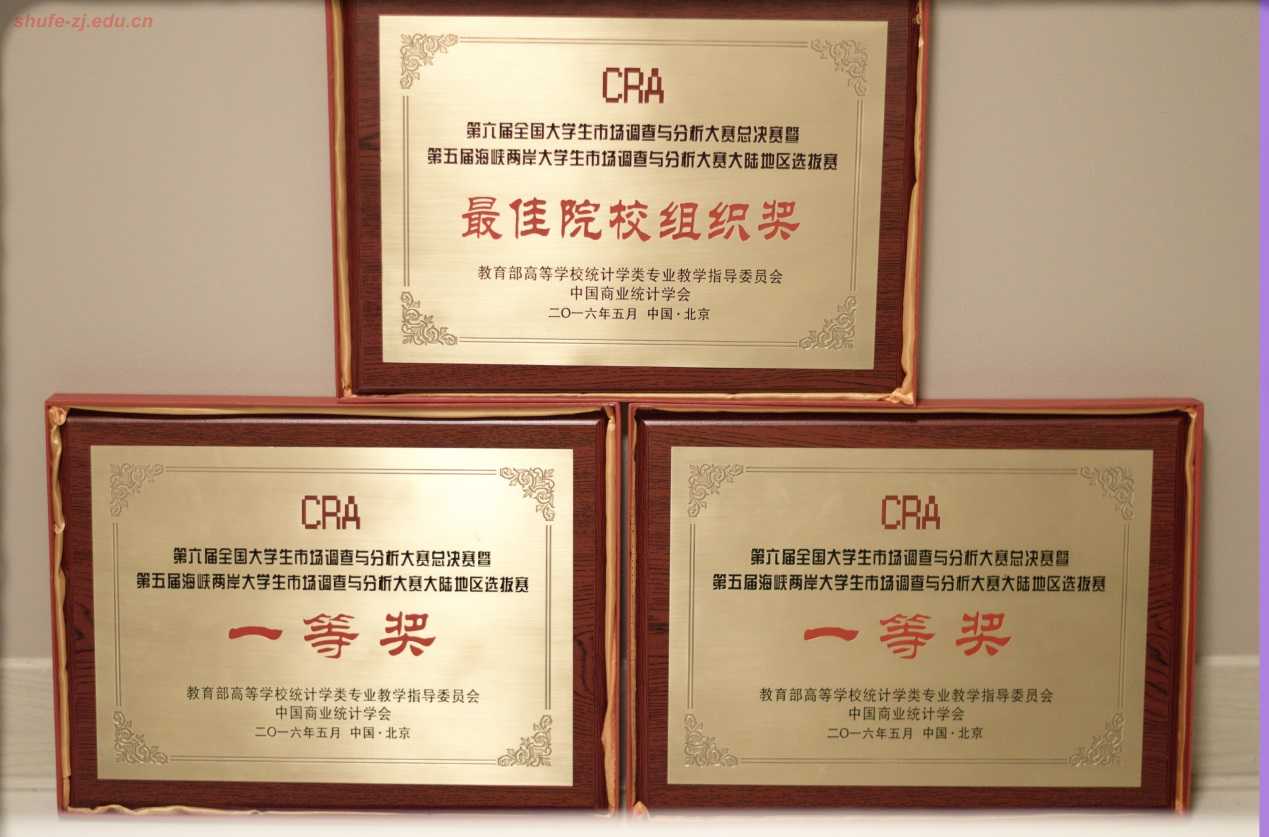 shufe-zj.edu.cn
CRA
第六届全国大学生市场调查与分析大赛总决赛暨
第五届海峡两岸大学生市场调查与分析大赛大陆地区选拔赛
最佳院校组织奖
教育部高等学校统计学类专业教学指导委员会
中国商业统计学会
二〇一六年五月 中国·北京
CRA
第六届全国大学生市场调查与分析大赛总决赛暨
第五届海峡两岸大学生市场调查与分析大赛大陆地区选拔赛
一等奖
教育部高等学校统计学类专业教学指导委员会
中国商业统计学会
二〇一六年五月 中国·北京
CRA
第六届全国大学生市场调查与分析大赛总决赛暨
第五届海峡两岸大学生市场调查与分析大赛大陆地区选拔赛
一等奖
教育部高等学校统计学类专业教学指导委员会
中国商业统计学会
二〇一六年五月 中国·北京